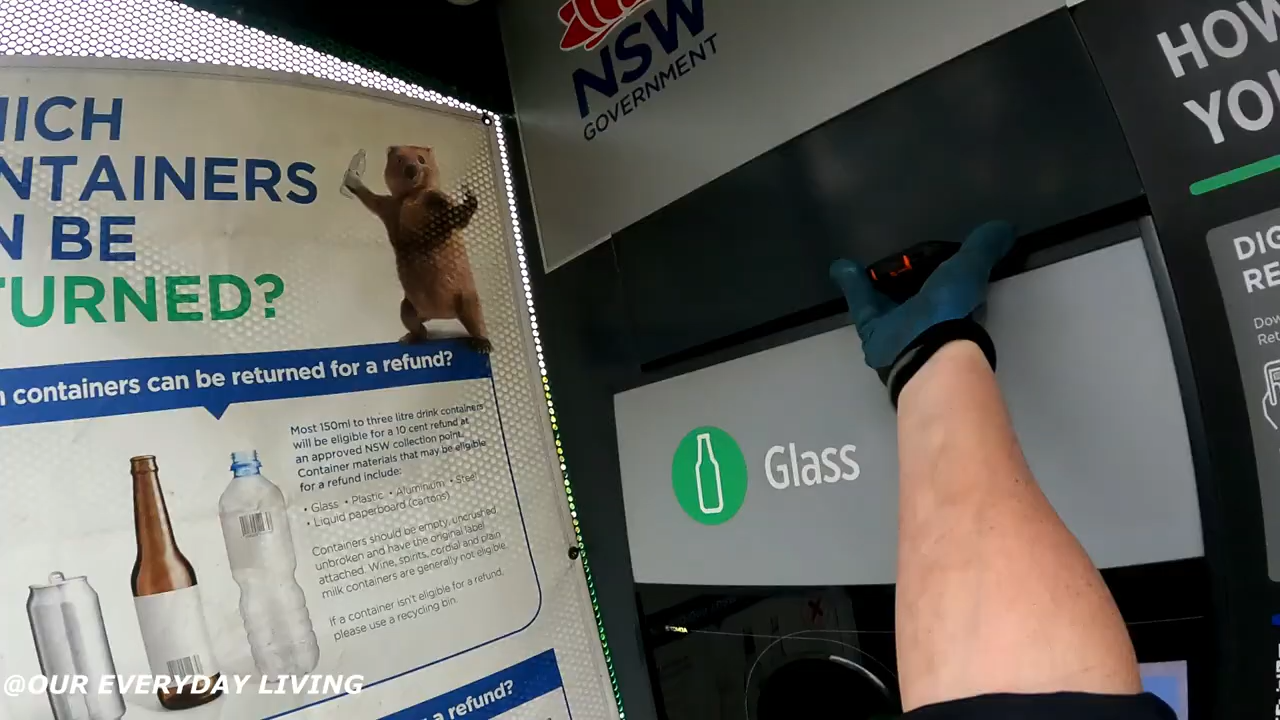 HICH
NTAINERS
N BE
TURNED?
containers can be returned for a refund?
Most 150ml to three litre drink containers
will be eligible for a 10 cent refund at
an approved NSW collection point.
Container materials that may be eligible
for a refund include:
• Glass • Plastic • Aluminium • Steel
• Liquid paperboard (cartons)
Containers should be empty, uncrushed,
unbroken and have the original label
attached. Wine, spirits, cordial and plain
milk containers are generally not eligible.
If a container isn't eligible for a refund,
please use a recycling bin.
a refund?
@OUR EVERYDAY LIVING
NSW
GOVERNMENT
Glass
HOW
YOU
DIG
RE
Dow
Ret